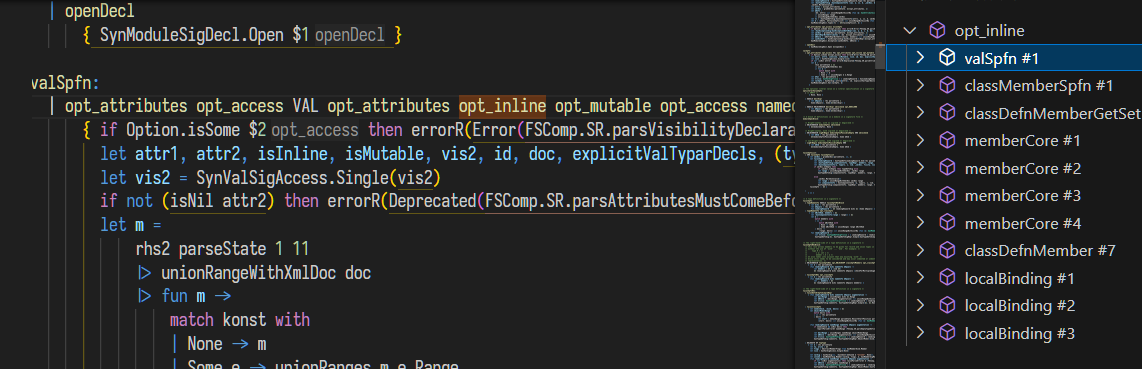 | openDecl
{ SynModuleSigDecl.Open $1 openDecl }
valSpfn:
| opt_attributes opt_access VAL opt_attributes opt_inline opt_mutable opt_access namec
{ if Option.isSome $2 opt_access then errorR(Error(FSComp.SR.parsVisibilityDeclara
let attr1, attr2, isInline, isMutable, vis2, id, doc, explicitValTyparDecls, (ty
let vis2 = SynValSigAccess.Single(vis2)
if not (isNil attr2) then errorR(Deprecated(FSComp.SR.parsAttributesMustComeBefo
let m =
rhs2 parseState 1 11
|> unionRangeWithXmlDoc doc
|> fun m ->
match konst with
| None -> m
| Some e -> unionRanges m e.Range
opt_inline
valSpfn #1
classMemberSpfn #1
classDefnMemberGetSet
memberCore #1
memberCore #2
memberCore #3
memberCore #4
classDefnMember #7
localBinding #1
localBinding #2
localBinding #3